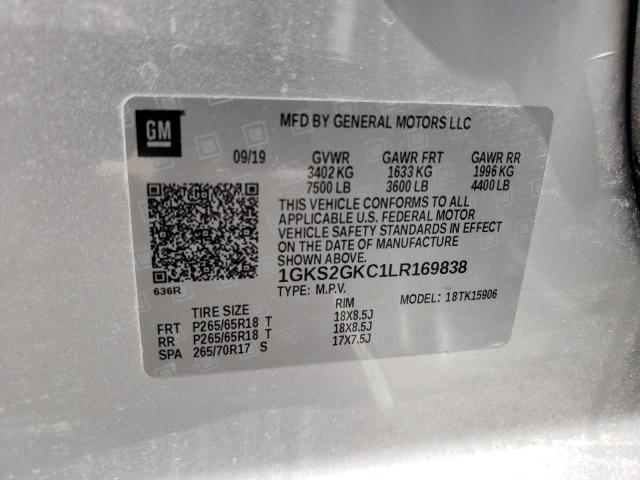 GM
MFD BY GENERAL MOTORS LLC
09/19 GVWR GAWR FRT GAWR RR
3402 KG 1633 KG 1996 KG
7500 LB 3600 LB 4400 LB
THIS VEHICLE CONFORMS TO ALL
APPLICABLE U.S. FEDERAL MOTOR
VEHICLE SAFETY STANDARDS IN EFFECT
ON THE DATE OF MANUFACTURE
SHOWN ABOVE.
1GKS2GKC1LR169838
636R
TYPE: M.P.V. MODEL: 18TK15906
TIRE SIZE RIM
FRT P265/65R18 T 18X8.5J
RR P265/65R18 T 18X8.5J
SPA 265/70R17 S 17X7.5J